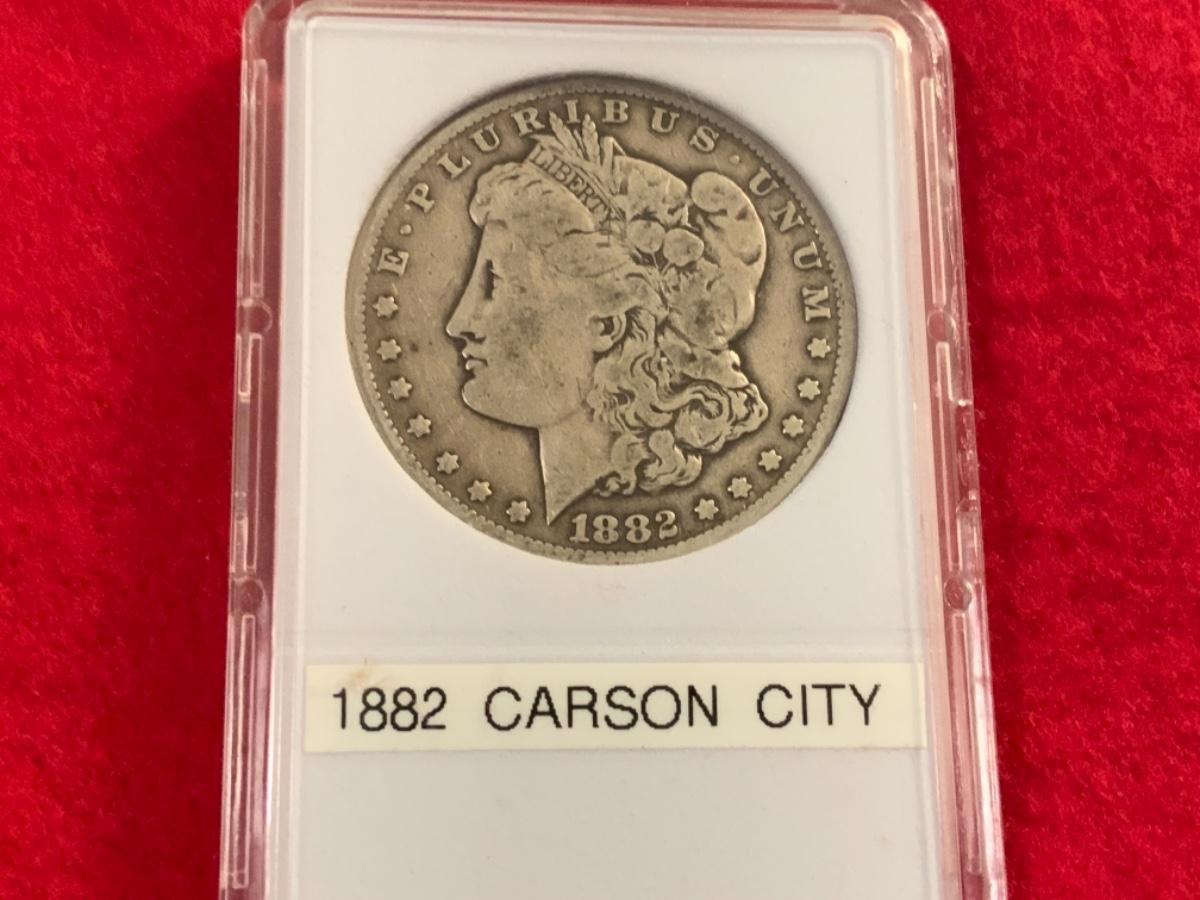 E · PLURIBUS · UNUM
LIBERTY
1882
1882 CARSON CITY